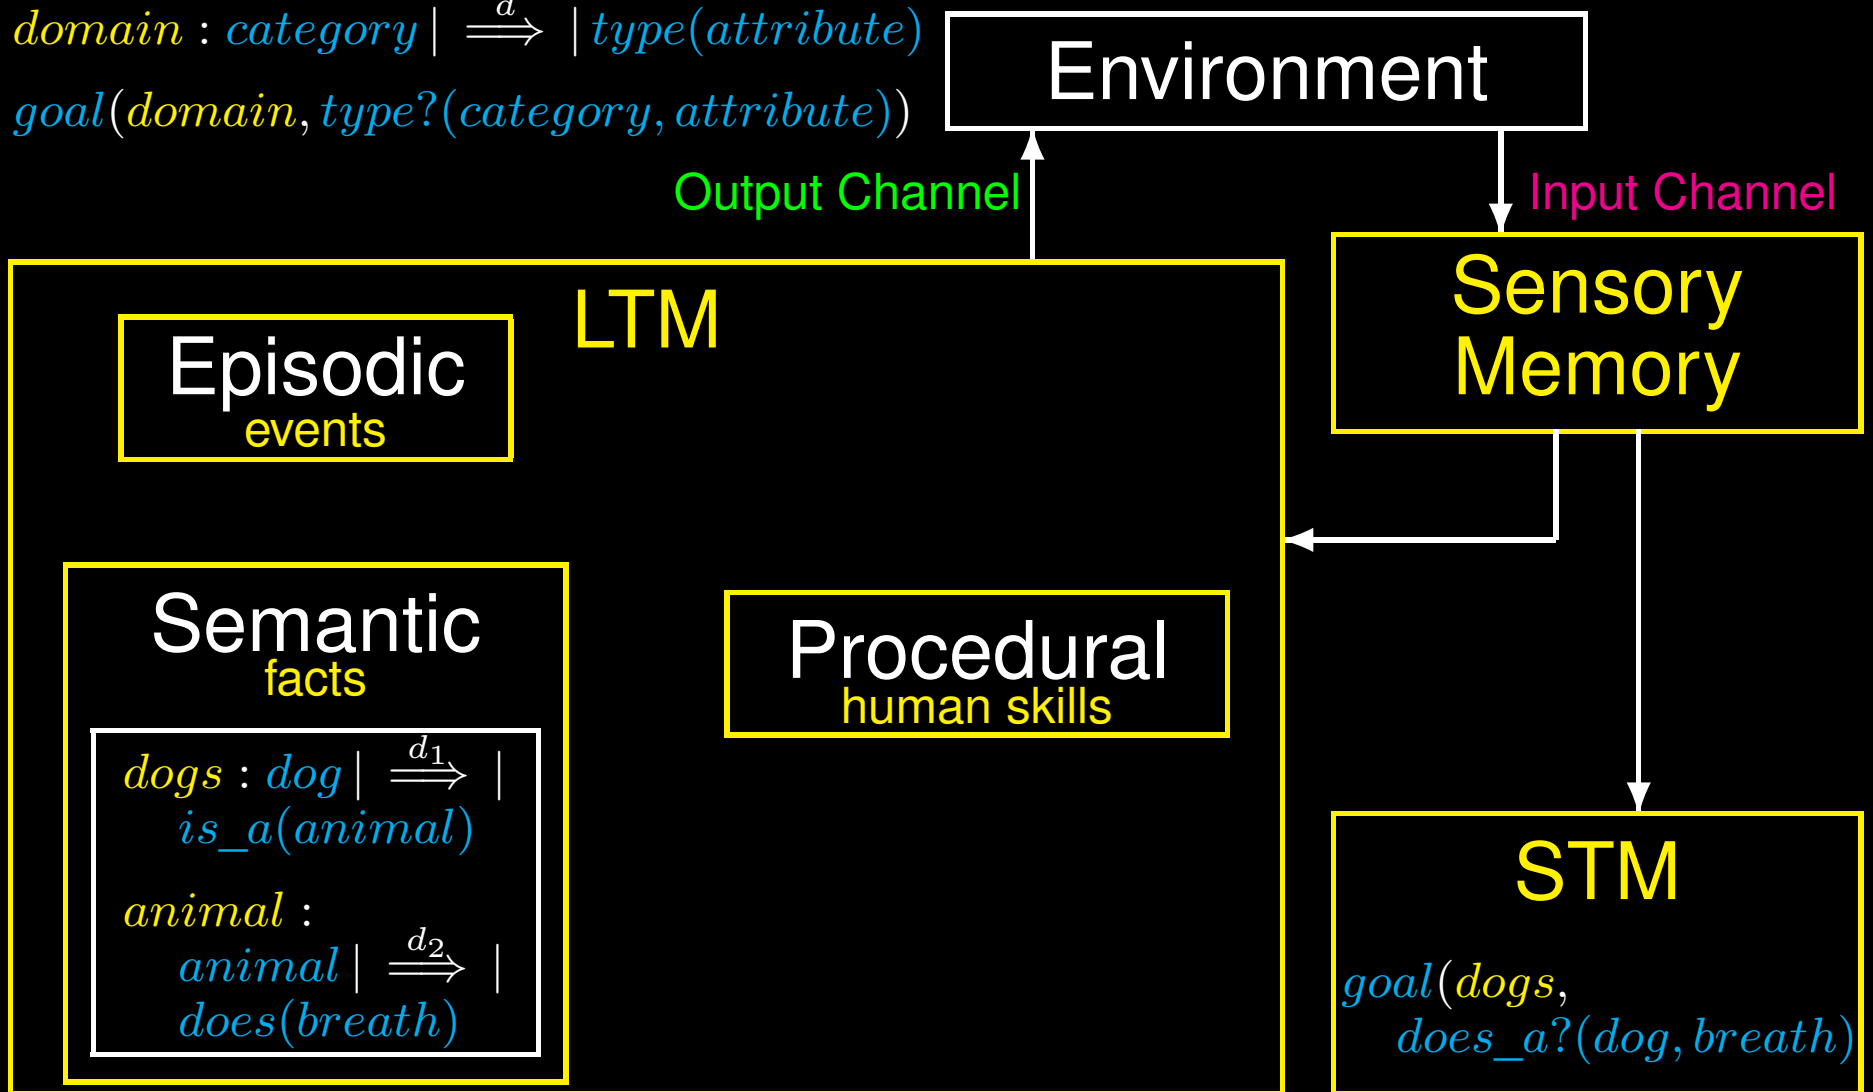 domain : category | ⟹^d | type(attribute)
goal(domain, type?(category, attribute))
Environment
Output Channel
Input Channel
Sensory
Memory
LTM
Episodic
events
Semantic
facts
dogs : dog | ⟹^{d_1} |
is_a(animal)
animal :
animal | ⟹^{d_2} |
does(breath)
Procedural
human skills
STM
goal(dogs,
does_a?(dog, breath)